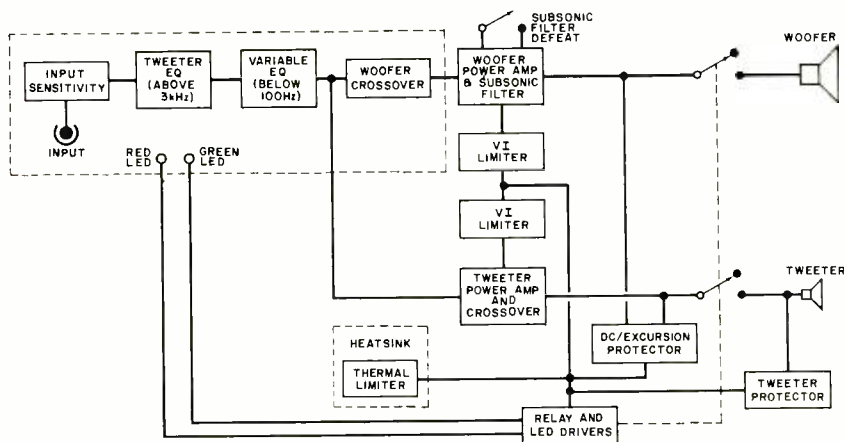 SUBSONIC
FILTER
DEFEAT
WOOFER
INPUT
SENSITIVITY
TWEETER
EQ
(ABOVE
3kHz)
VARIABLE
EQ
(BELOW
100Hz)
WOOFER
CROSSOVER
WOOFER
POWER AMP
& SUBSONIC
FILTER
INPUT
RED
LED
GREEN
LED
VI
LIMITER
VI
LIMITER
TWEETER
POWER AMP
AND
CROSSOVER
TWEETER
HEATSINK
THERMAL
LIMITER
DC/EXCURSION
PROTECTOR
TWEETER
PROTECTOR
RELAY AND
LED DRIVERS